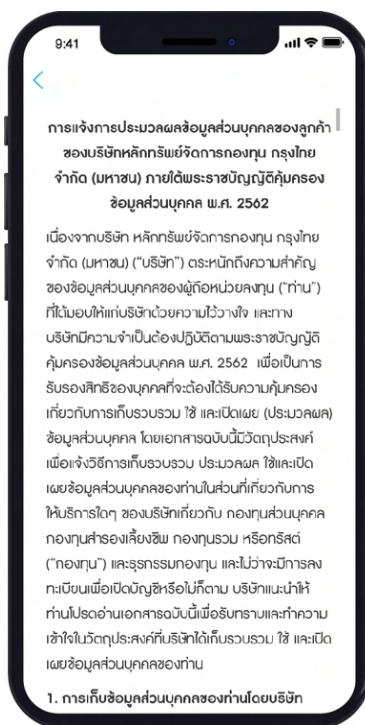 9:41
การแจ้งการประมวลผลข้อมูลส่วนบุคคลของลูกค้า
ของบริษัทหลักทรัพย์จัดการกองทุน กรุงไทย
จำกัด (มหาชน) ภายใต้พระราชบัญญัติคุ้มครอง
ข้อมูลส่วนบุคคล พ.ศ. 2562
เนื่องจากบริษัท หลักทรัพย์จัดการกองทุน กรุงไทย
จำกัด (มหาชน) ("บริษัท") ตระหนักถึงความสำคัญ
ของข้อมูลส่วนบุคคลของผู้ถือหน่วยลงทุน ("ท่าน")
ที่ได้มอบให้แก่บริษัทด้วยความไว้วางใจ และทาง
บริษัทมีความจำเป็นต้องปฏิบัติตามพระราชบัญญัติ
คุ้มครองข้อมูลส่วนบุคคล พ.ศ. 2562 เพื่อเป็นการ
รับรองสิทธิของบุคคลที่จะต้องได้รับความคุ้มครอง
เกี่ยวกับการเก็บรวบรวม ใช้ และเปิดเผย (ประมวลผล)
ข้อมูลส่วนบุคคล โดยเอกสารฉบับนี้มีวัตถุประสงค์
เพื่อแจ้งวิธีการเก็บรวบรวม ประมวลผล ใช้และเปิด
เผยข้อมูลส่วนบุคคลของท่านในส่วนที่เกี่ยวกับการ
ให้บริการใดๆ ของบริษัทเกี่ยวกับ กองทุนส่วนบุคคล
กองทุนสำรองเลี้ยงชีพ กองทุนรวม หรือทรัสต์
("กองทุน") และธุรกรรมกองทุน และไม่ว่าจะมีการลง
ทะเบียนเพื่อเปิดบัญชีหรือไม่ก็ตาม บริษัทแนะนำให้
ท่านโปรดอ่านเอกสารฉบับนี้เพื่อรับทราบและทำความ
เข้าใจในวัตถุประสงค์ที่บริษัทได้เก็บรวบรวม ใช้ และเปิด
เผยข้อมูลส่วนบุคคลของท่าน
1. การเก็บข้อมูลส่วนบุคคลของท่านโดยบริษัท